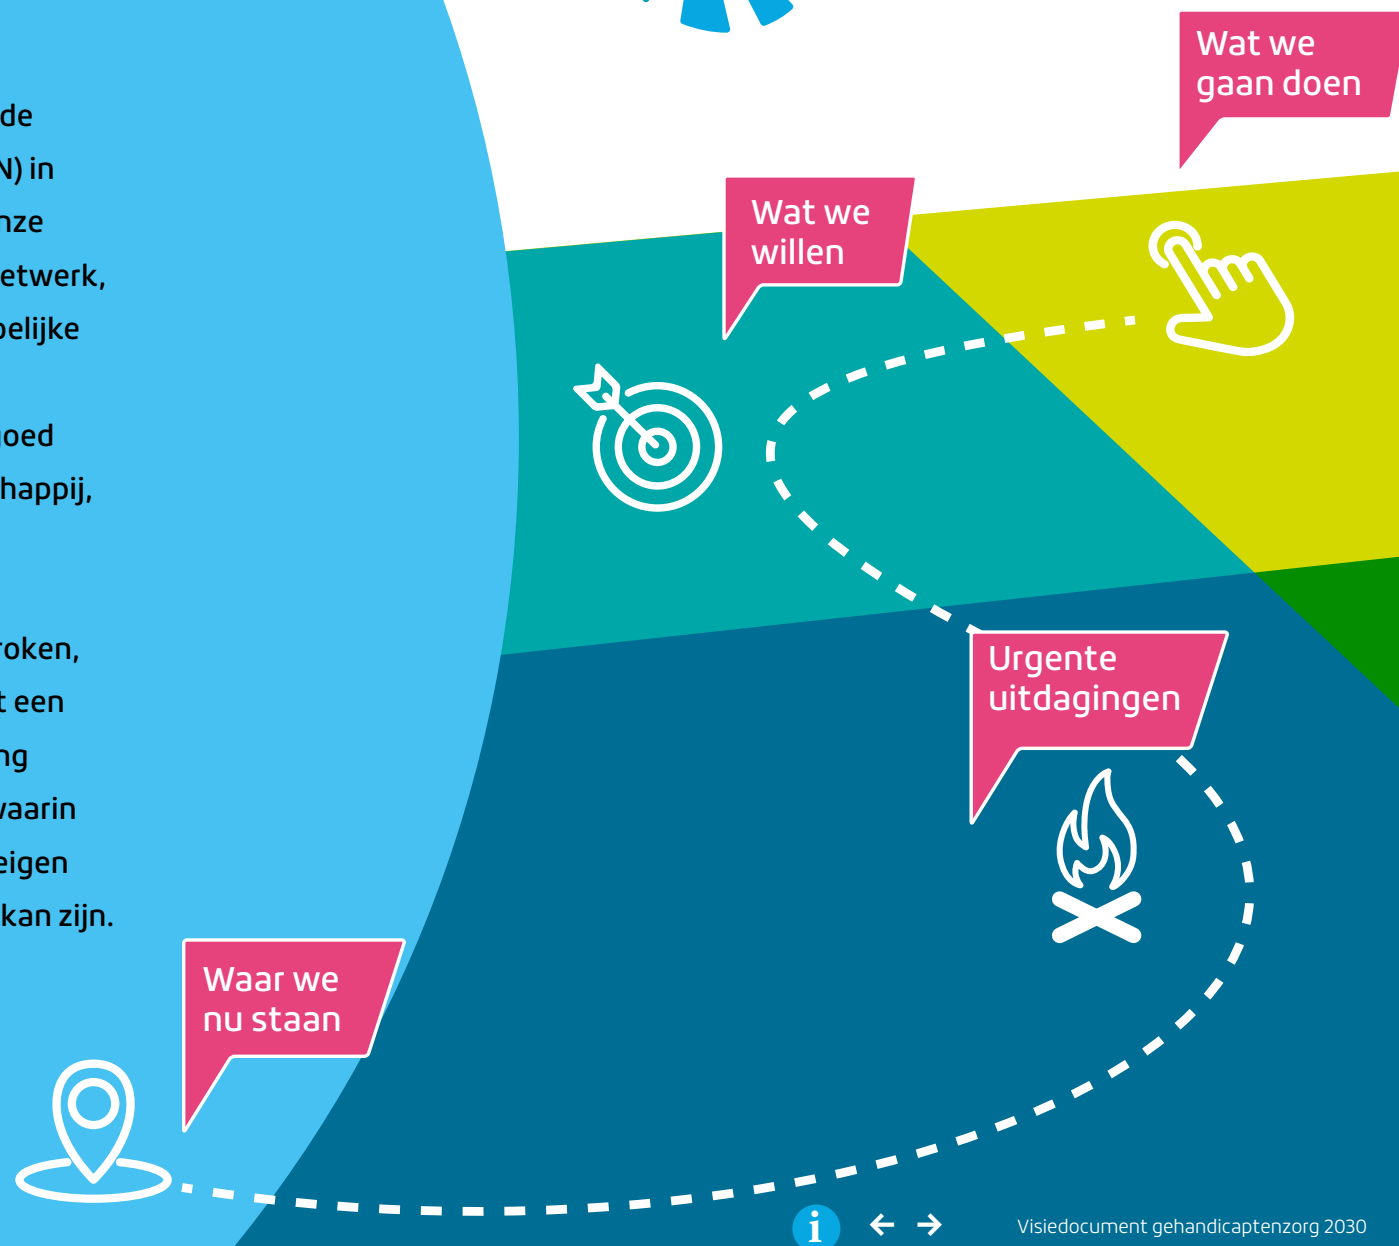 de
N) in
nze
etwerk,
pelijke
goed
happij,
roken,
t een
ng
vaarin
eigen
kan zijn.
Wat we
gaan doen
Wat we
willen
Urgente
uitdagingen
Waar we
nu staan
i
Visiedocument gehandicaptenzorg 2030